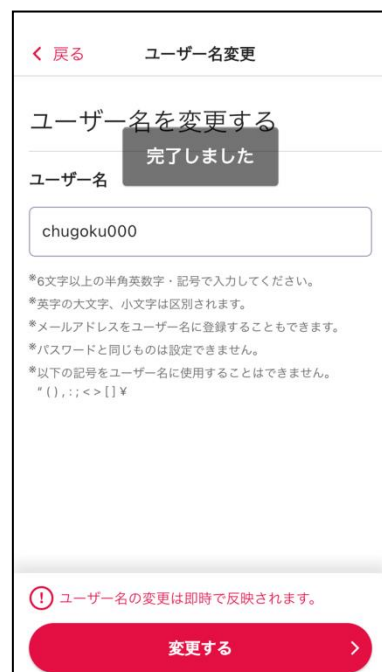 戻る
ユーザー名変更
ユーザー名を変更する
完了しました
ユーザー名
chugoku000
※6文字以上の半角英数字・記号で入力してください。
※英字の大文字、小文字は区別されます。
※メールアドレスをユーザー名に登録することもできます。
※パスワードと同じものは設定できません。
※以下の記号をユーザー名に使用することはできません。
" ( ) , : ; < > [ ] ¥
ユーザー名の変更は即時で反映されます。
変更する